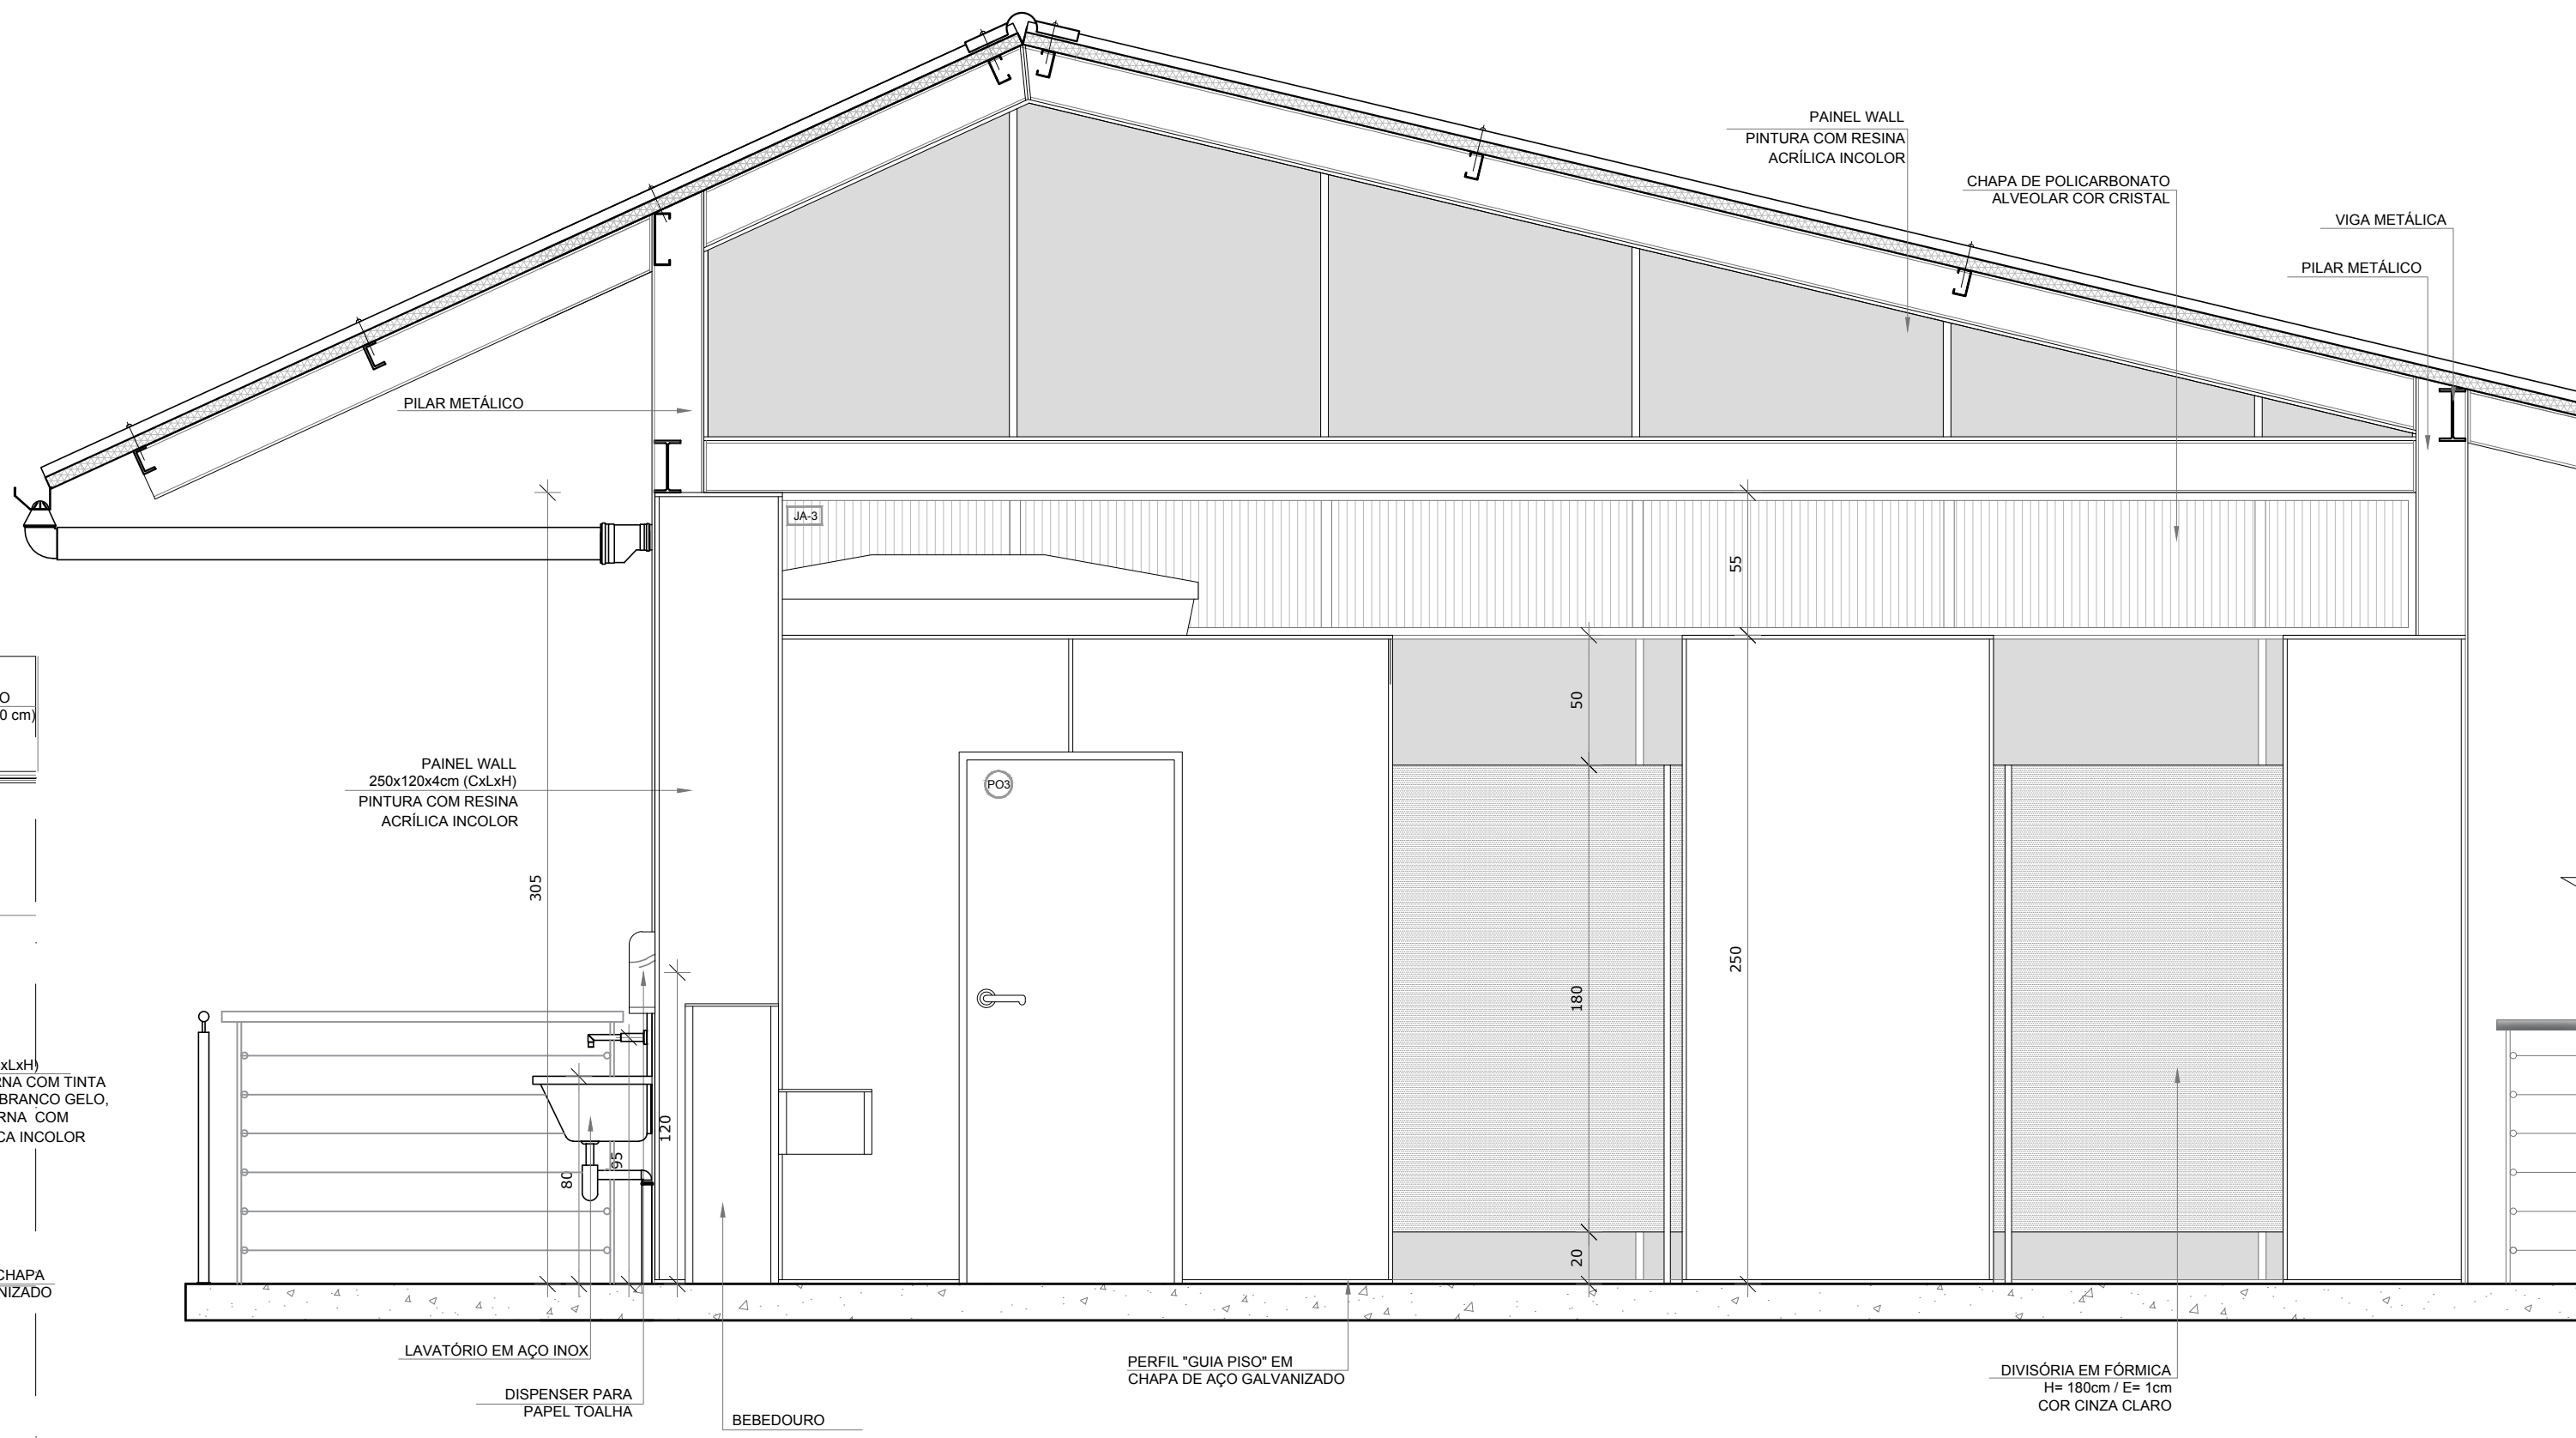 PAINEL WALL
PINTURA COM RESINA
ACRÍLICA INCOLOR
CHAPA DE POLICARBONATO
ALVEOLAR COR CRISTAL
VIGA METÁLICA
PILAR METÁLICO
PILAR METÁLICO
JA-3
55
O
0 cm)
50
PAINEL WALL
250x120x4cm (CxLxH)
PINTURA COM RESINA
ACRÍLICA INCOLOR
PO3
305
250
180
xLxH)
RNA COM TINTA
BRANCO GELO,
RNA COM
CA INCOLOR
120
95
80
20
CHAPA
NIZADO
LAVATÓRIO EM AÇO INOX
DISPENSER PARA
PAPEL TOALHA
BEBEDOURO
PERFIL "GUIA PISO" EM
CHAPA DE AÇO GALVANIZADO
DIVISÓRIA EM FÓRMICA
H= 180cm / E= 1cm
COR CINZA CLARO